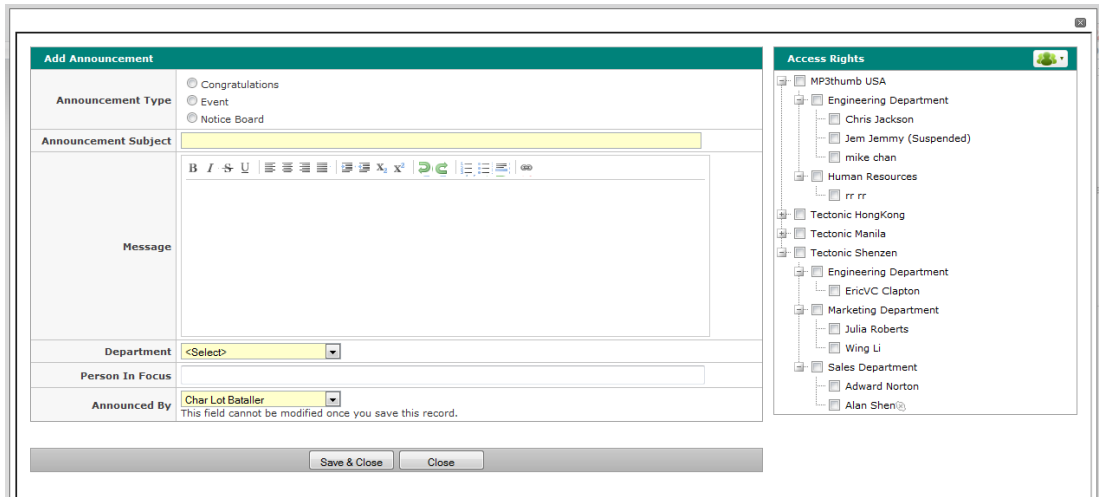 Add Announcement
Announcement Type
Congratulations
Event
Notice Board
Announcement Subject
B I S U X₂ X²
Message
Department <Select>
Person In Focus
Announced By Char Lot Bataller
This field cannot be modified once you save this record.
Save & Close Close
Access Rights
MP3thumb USA
Engineering Department
Chris Jackson
Jem Jemmy (Suspended)
mike chan
Human Resources
rr rr
Tectonic HongKong
Tectonic Manila
Tectonic Shenzen
Engineering Department
EricVC Clapton
Marketing Department
Julia Roberts
Wing Li
Sales Department
Adward Norton
Alan Shen